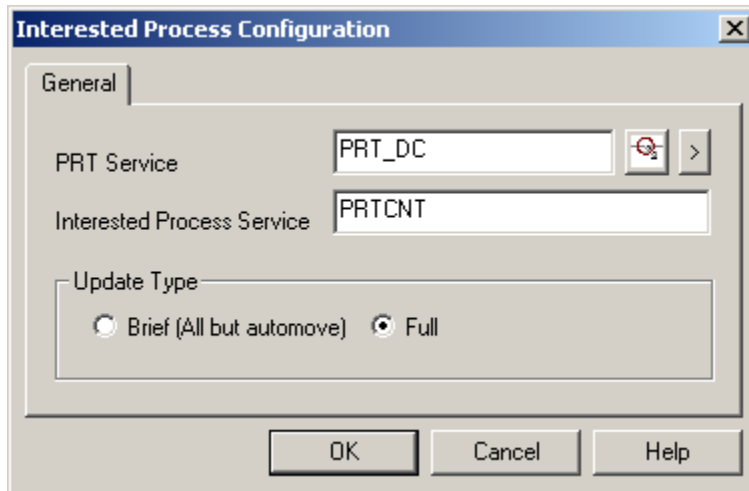 Interested Process Configuration
General
PRT Service PRT_DC >
Interested Process Service PRTCNT
Update Type
Brief (All but automove) Full
OK Cancel Help